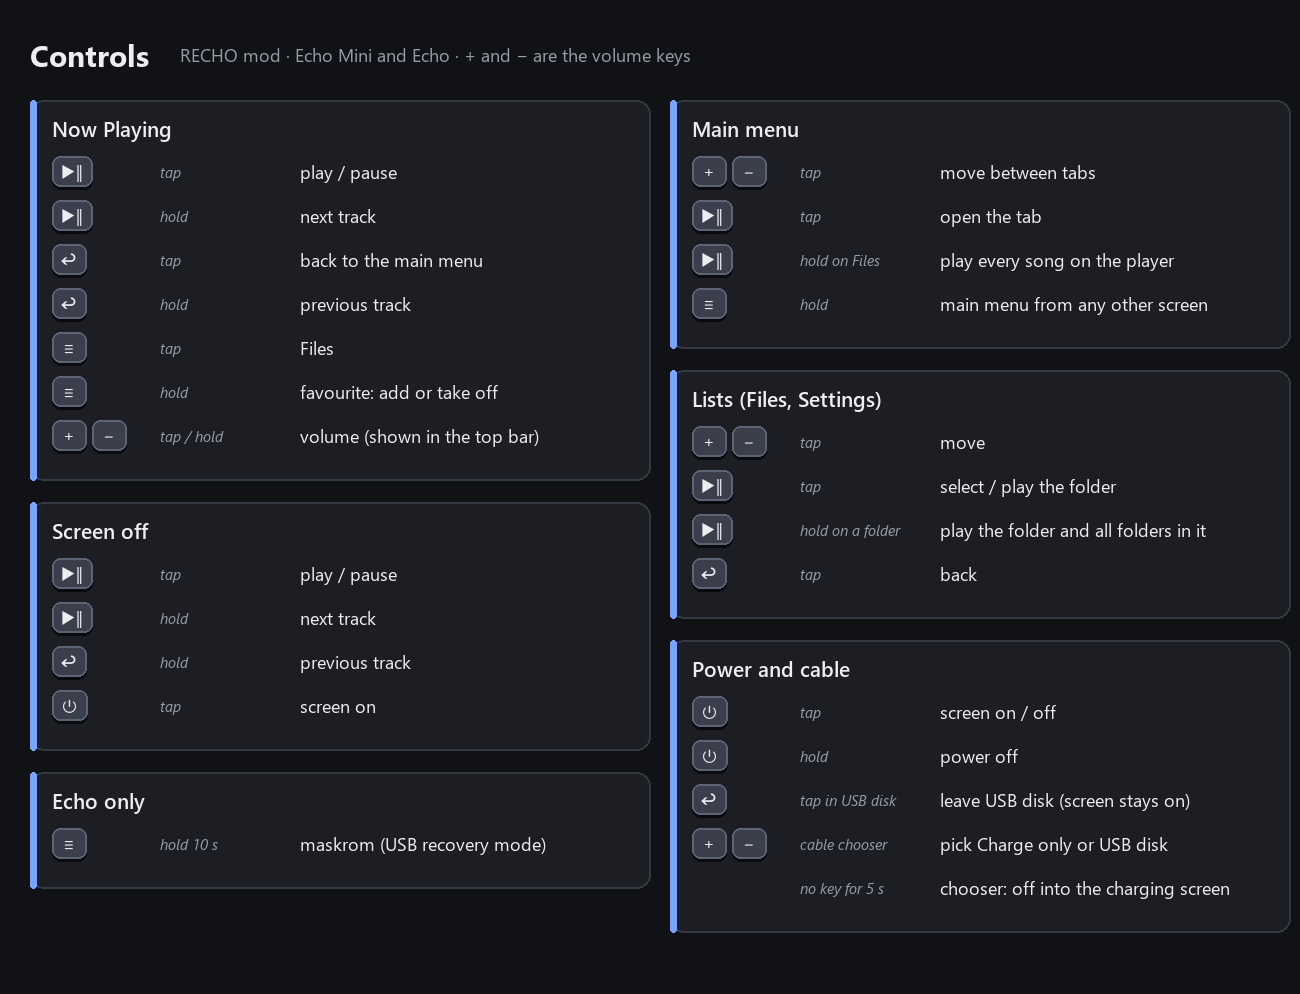 Controls RECHO mod · Echo Mini and Echo · + and − are the volume keys
Now Playing
▶‖ tap play / pause
▶‖ hold next track
↩ tap back to the main menu
↩ hold previous track
☰ tap Files
☰ hold favourite: add or take off
+ − tap / hold volume (shown in the top bar)
Screen off
▶‖ tap play / pause
▶‖ hold next track
↩ hold previous track
⏻ tap screen on
Echo only
☰ hold 10 s maskrom (USB recovery mode)
Main menu
+ − tap move between tabs
▶‖ tap open the tab
▶‖ hold on Files play every song on the player
☰ hold main menu from any other screen
Lists (Files, Settings)
+ − tap move
▶‖ tap select / play the folder
▶‖ hold on a folder play the folder and all folders in it
↩ tap back
Power and cable
⏻ tap screen on / off
⏻ hold power off
↩ tap in USB disk leave USB disk (screen stays on)
+ − cable chooser pick Charge only or USB disk
no key for 5 s chooser: off into the charging screen